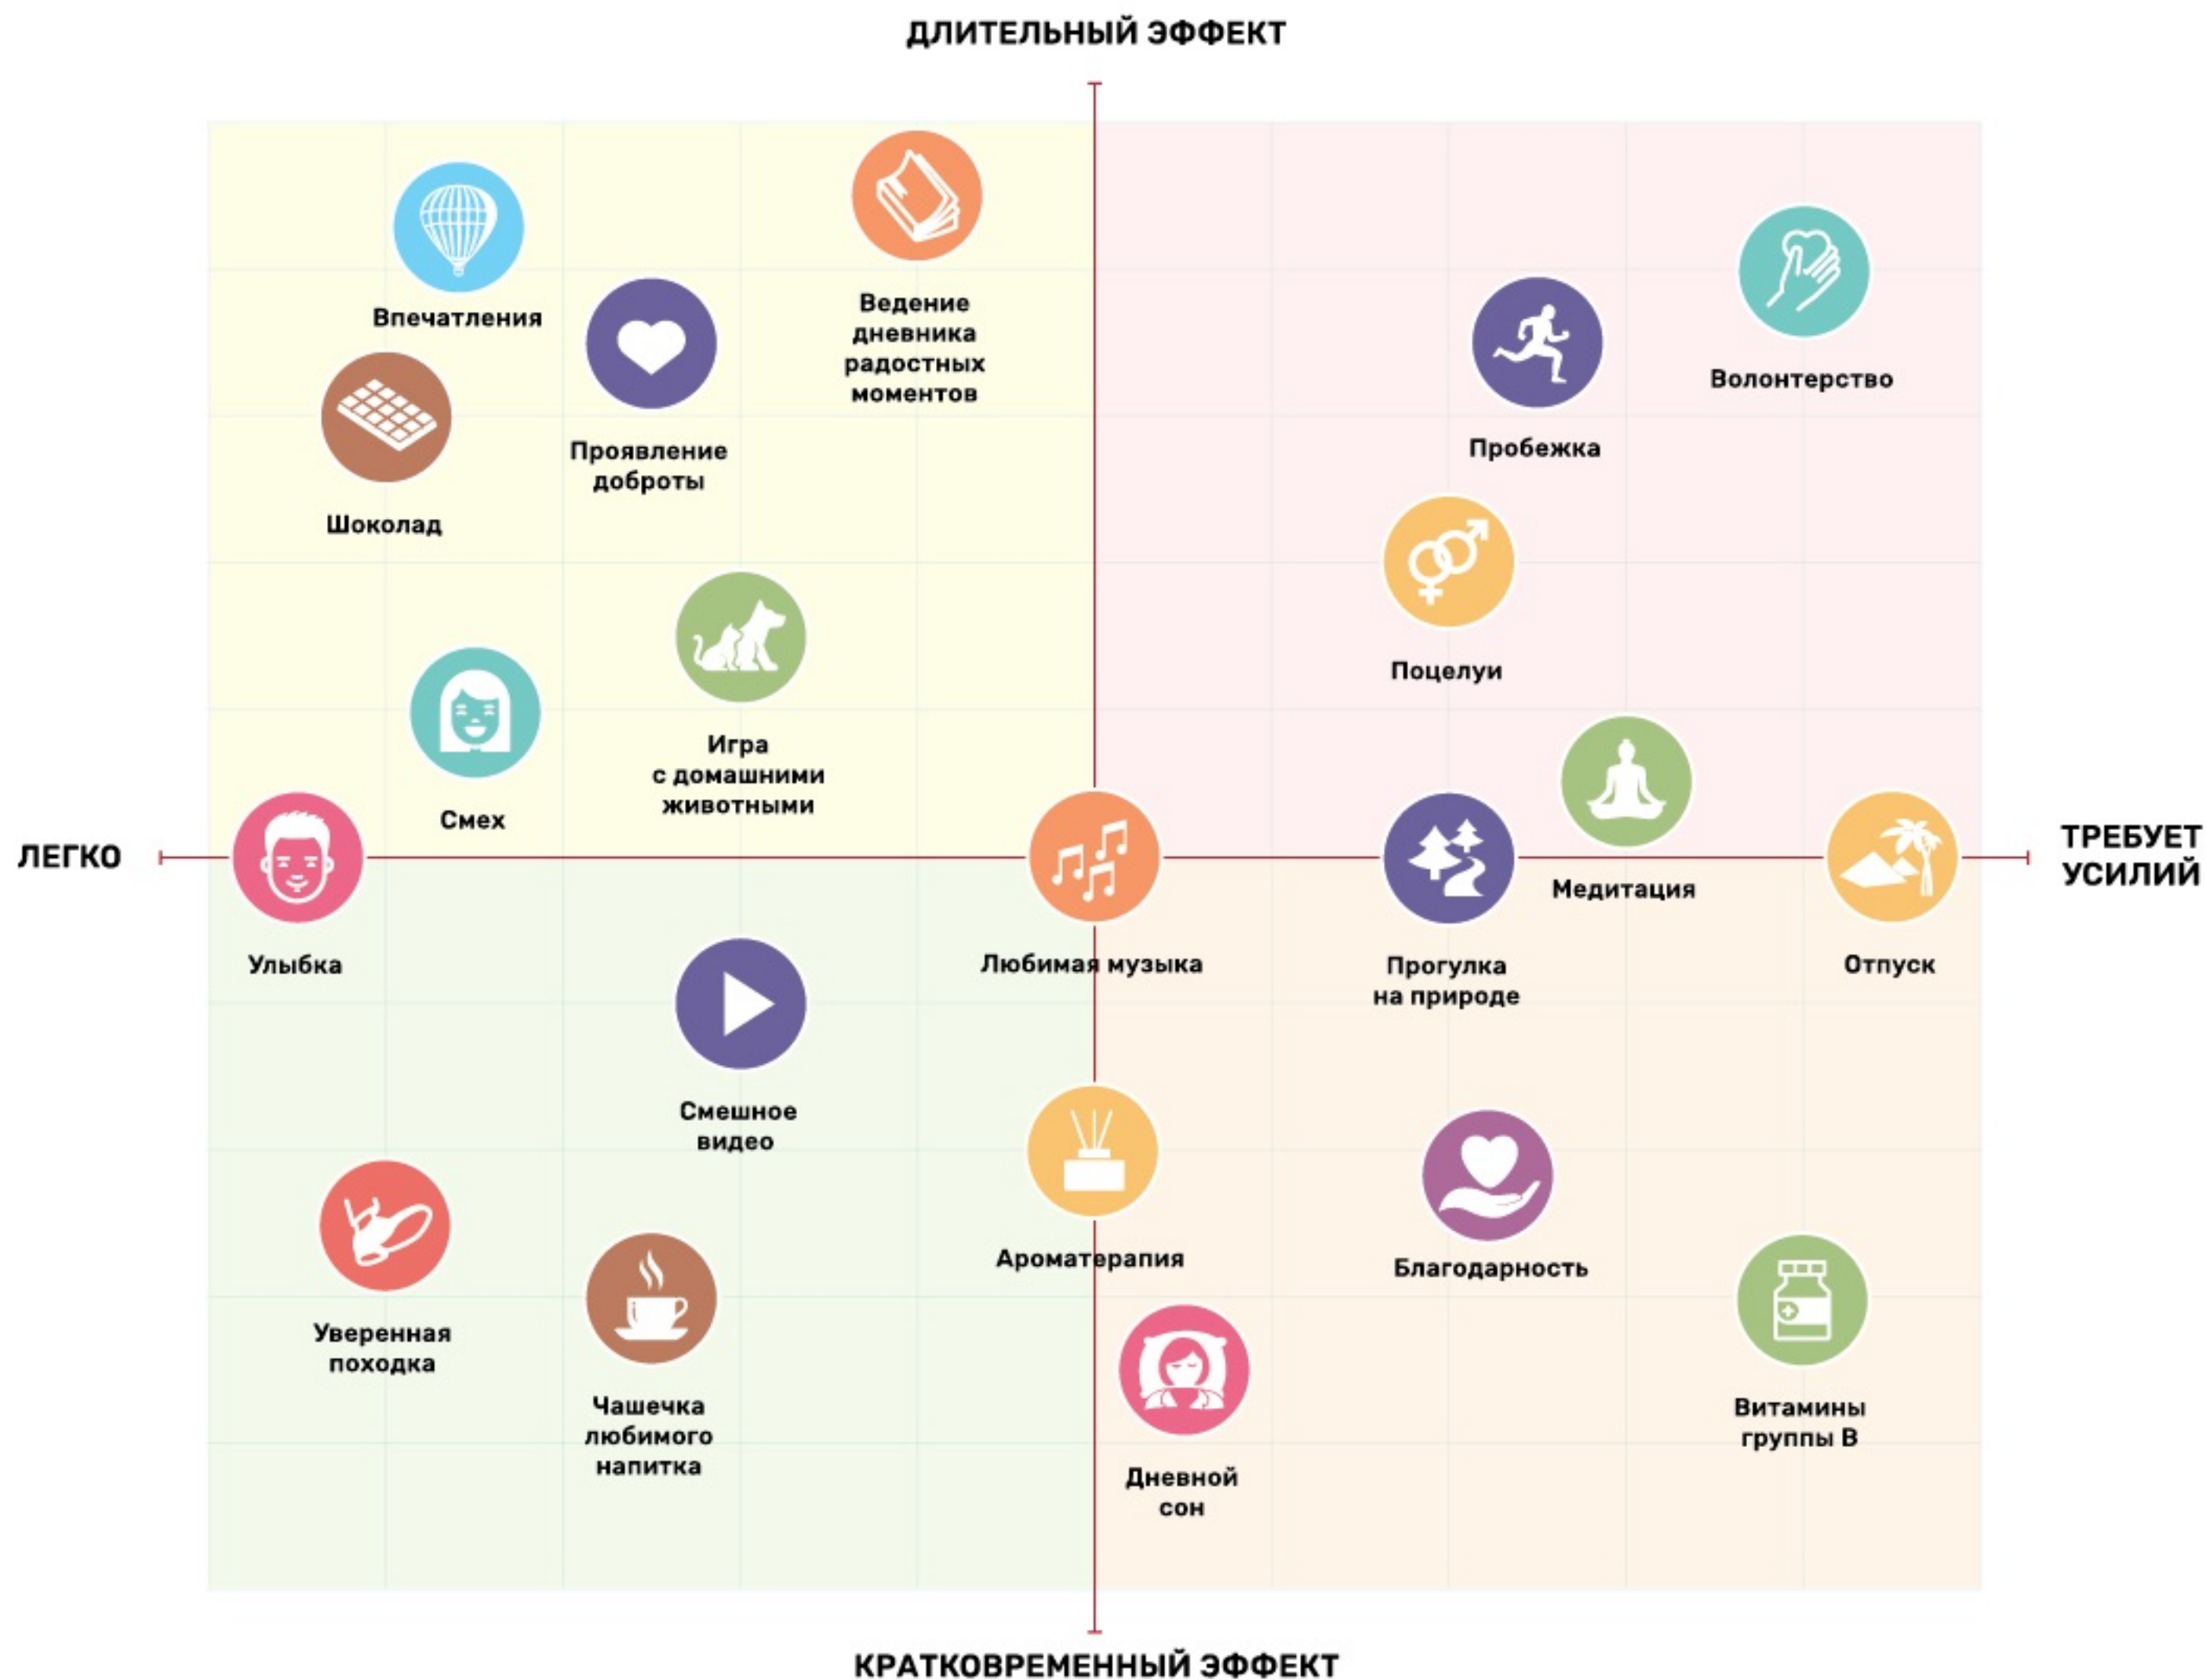 ДЛИТЕЛЬНЫЙ ЭФФЕКТ
Впечатления
Ведение
дневника
радостных
моментов
Проявление
доброты
Шоколад
Волонтерство
Пробежка
Поцелуи
Игра
с домашними
животными
Смех
ЛЕГКО
ТРЕБУЕТ
УСИЛИЙ
Улыбка
Любимая музыка
Прогулка
на природе
Медитация
Отпуск
Смешное
видео
Ароматерапия
Благодарность
Уверенная
походка
Чашечка
любимого
напитка
Дневной
сон
Витамины
группы В
КРАТКОВРЕМЕННЫЙ ЭФФЕКТ